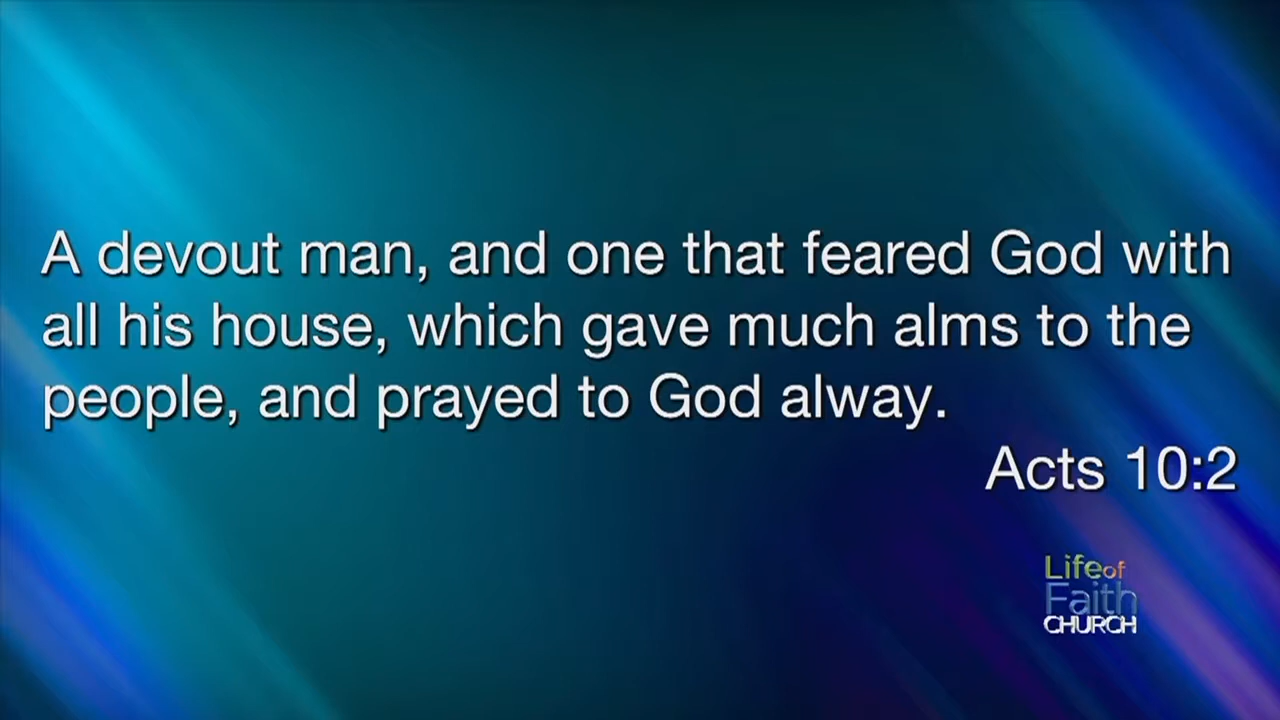 A devout man, and one that feared God with
all his house, which gave much alms to the
people, and prayed to God alway.
Acts 10:2
Life of
Faith
CHURCH